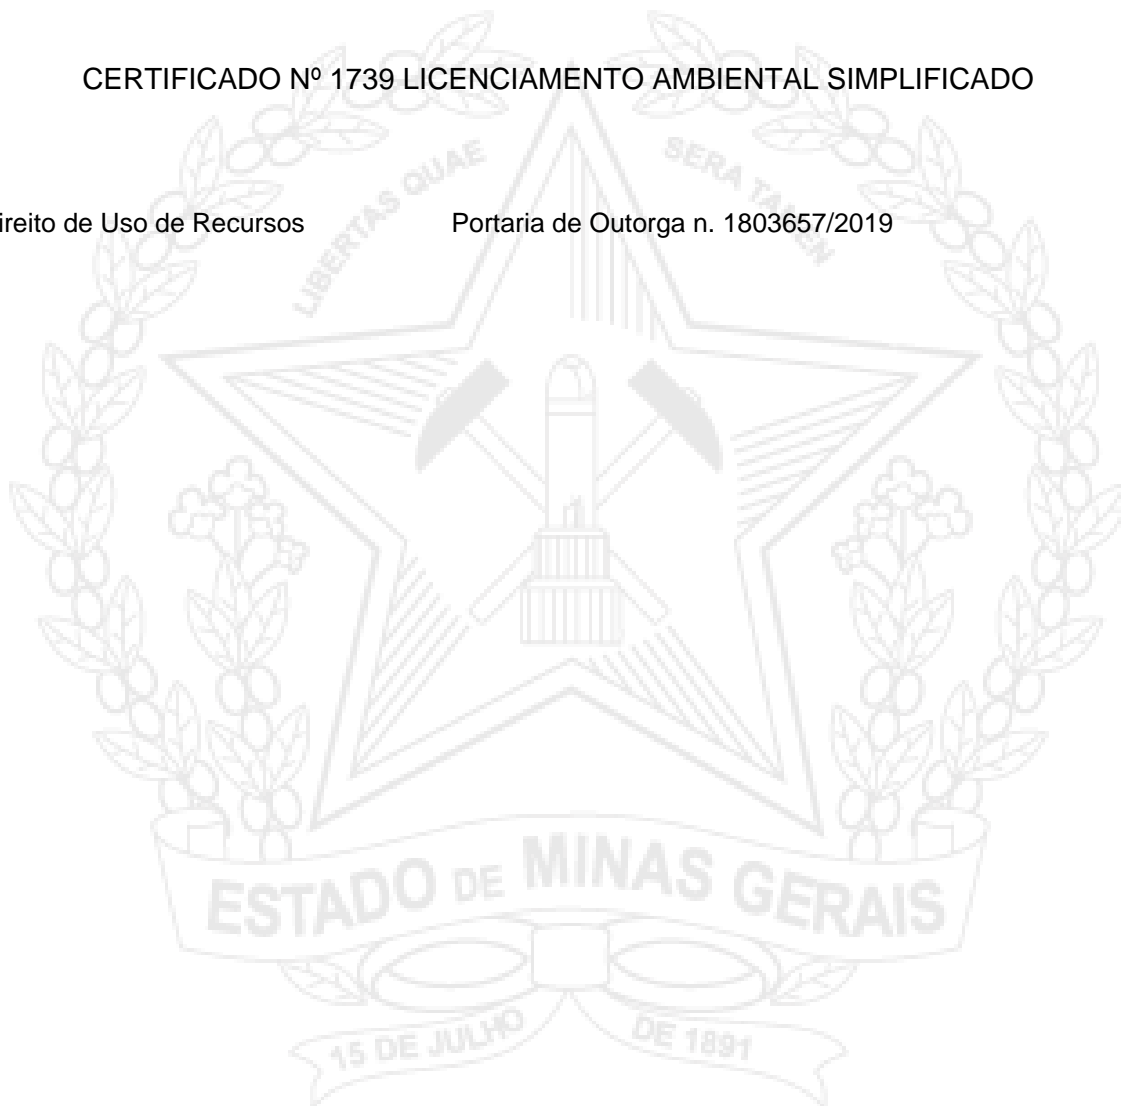 CERTIFICADO Nº 1739 LICENCIAMENTO AMBIENTAL SIMPLIFICADO
LIBERTAS QUAE SERA TAMEN
ireito de Uso de Recursos Portaria de Outorga n. 1803657/2019
ESTADO DE MINAS GERAIS
15 DE JULHO DE 1891